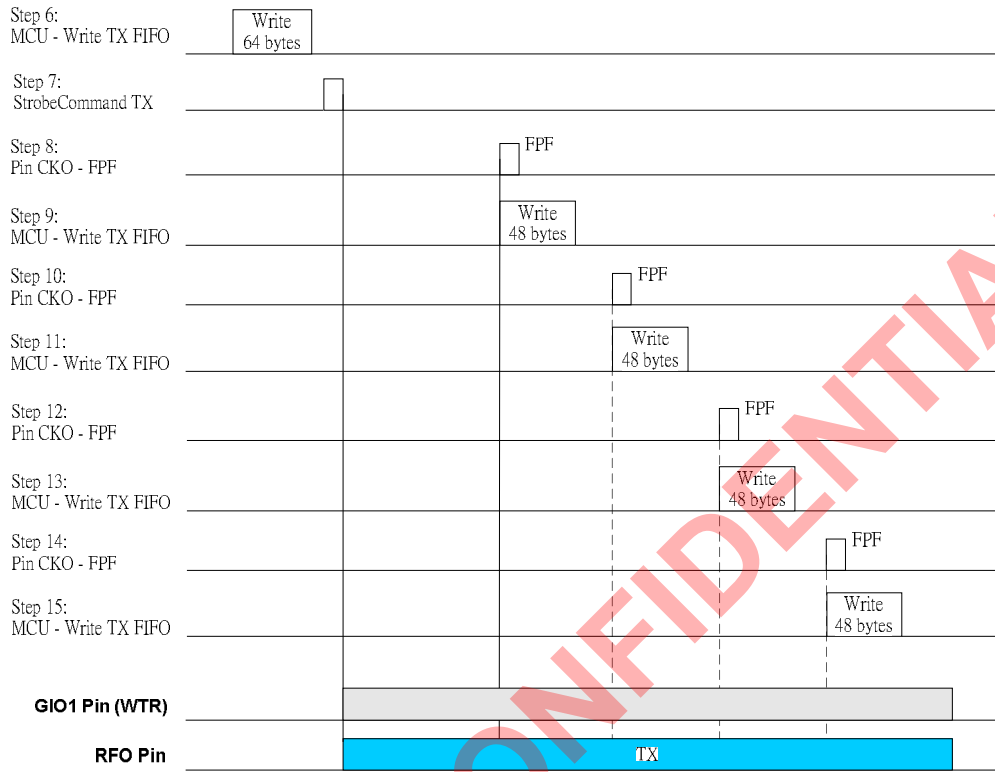 Step 6:
MCU - Write TX FIFO
Write
64 bytes
Step 7:
StrobeCommand TX
Step 8:
Pin CKO - FPF
FPF
Step 9:
MCU - Write TX FIFO
Write
48 bytes
Step 10:
Pin CKO - FPF
FPF
Step 11:
MCU - Write TX FIFO
Write
48 bytes
Step 12:
Pin CKO - FPF
FPF
Step 13:
MCU - Write TX FIFO
Write
48 bytes
Step 14:
Pin CKO - FPF
FPF
Step 15:
MCU - Write TX FIFO
Write
48 bytes
GIO1 Pin (WTR)
RFO Pin
TX
ONFIDENTIA